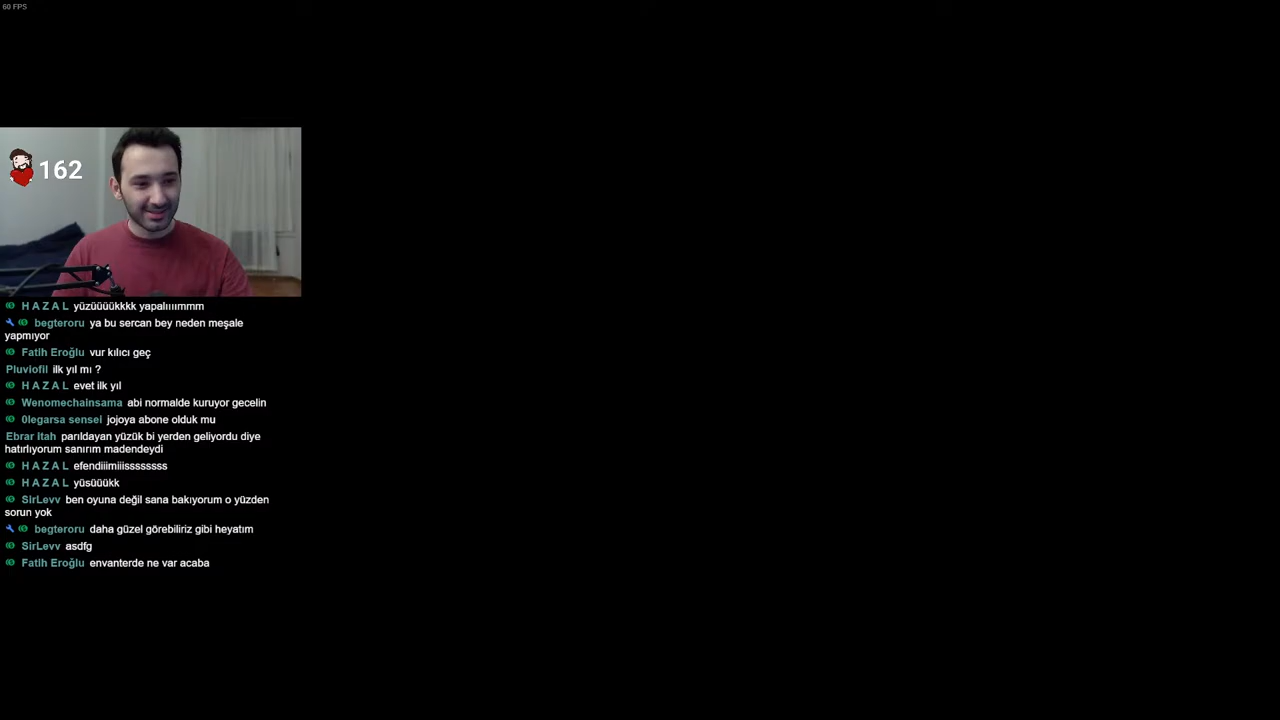 60 FPS
162
H A Z A L yüzüüüükkkk yapalıııımmm
begteroru ya bu sercan bey neden meşale
yapmıyor
Fatih Eroğlu vur kılıcı geç
Pluviofil ilk yıl mı ?
H A Z A L evet ilk yıl
Wenomechainsama abi normalde kuruyor gecelin
0legarsa sensei jojoya abone olduk mu
Ebrar Itah parıldayan yüzük bi yerden geliyordu diye
hatırlıyorum sanırım madendeydi
H A Z A L efendiiimiiissssssss
H A Z A L yüsüüükk
SirLevv ben oyuna değil sana bakıyorum o yüzden
sorun yok
begteroru daha güzel görebiliriz gibi heyatım
SirLevv asdfg
Fatih Eroğlu envanterde ne var acaba